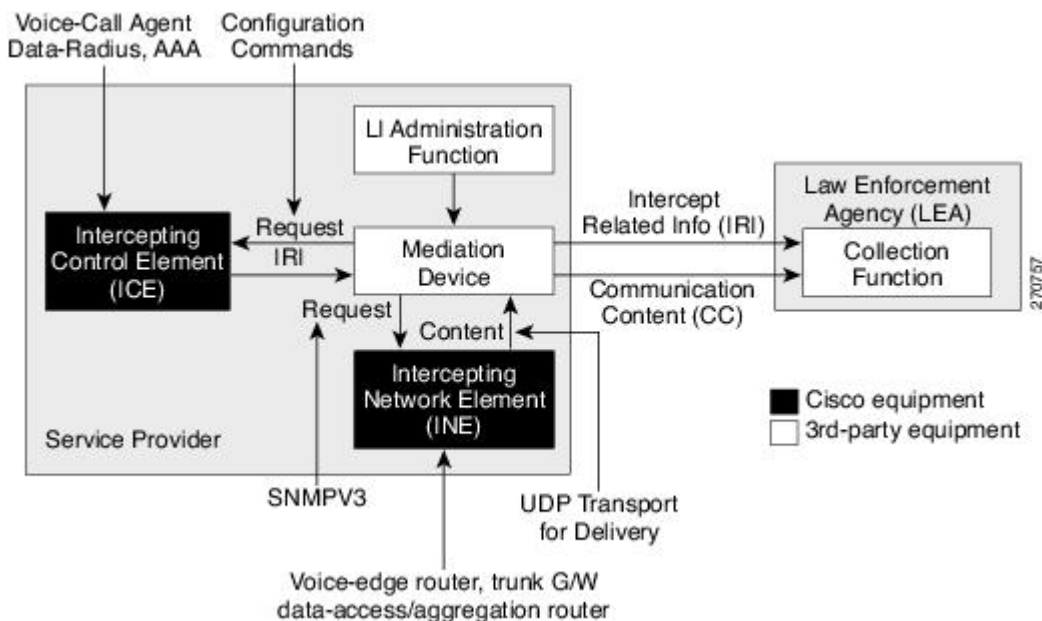 Voice-Call Agent
Data-Radius, AAA
Configuration
Commands
LI Administration
Function
Intercepting
Control Element
(ICE)
Request
IRI
Mediation
Device
Intercept
Related Info (IRI)
Communication
Content (CC)
Law Enforcement
Agency (LEA)
Collection
Function
270757
Request
Content
Intercepting
Network Element
(INE)
Service Provider
Cisco equipment
3rd-party equipment
SNMPV3
UDP Transport
for Delivery
Voice-edge router, trunk G/W
data-access/aggregation router